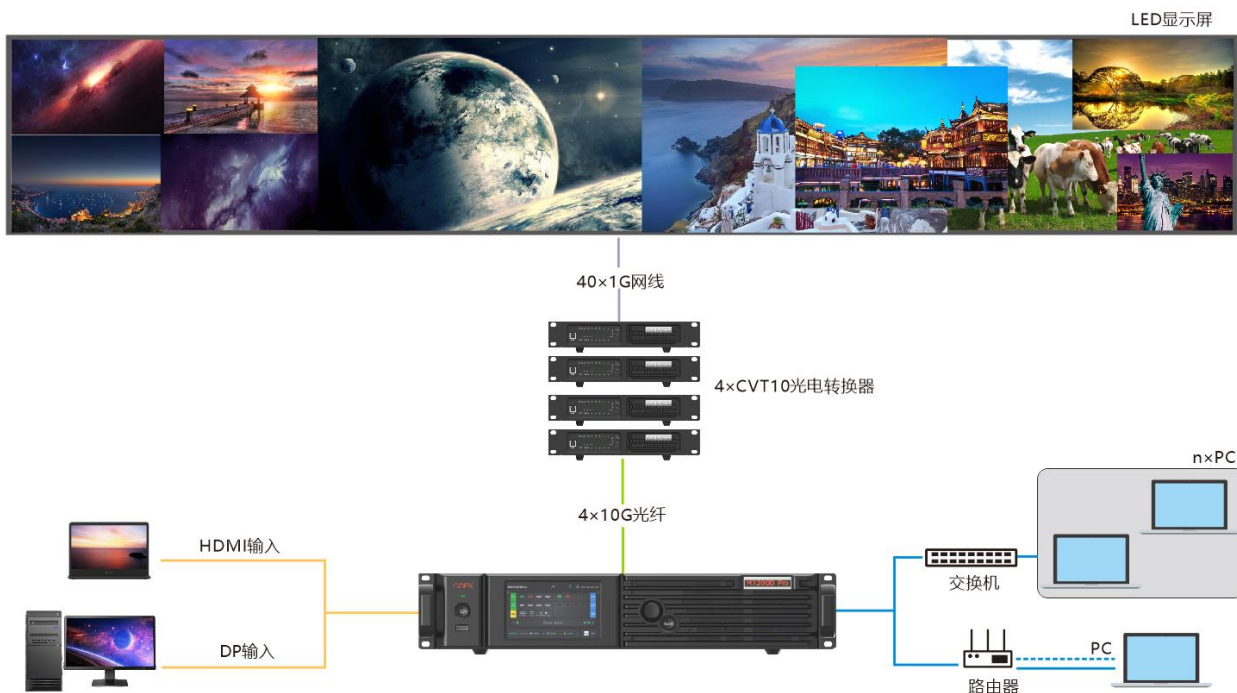 LED显示屏
40×1G网线
4×CVT10光电转换器
n×PC
4×10G光纤
HDMI输入
交换机
DP输入
PC
路由器